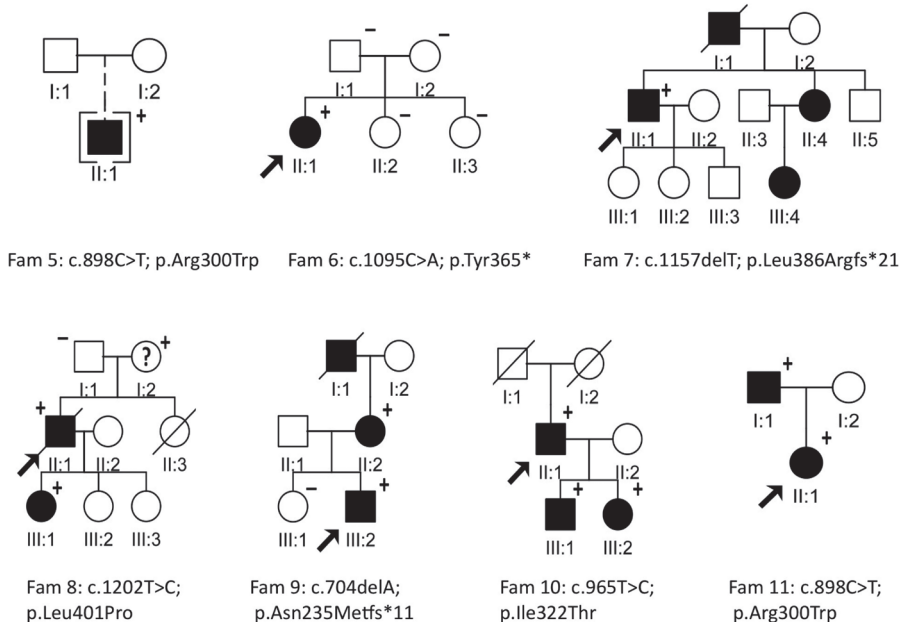 I:1 I:2
II:1
Fam 5: c.898C>T; p.Arg300Trp
- -
I:1 I:2
+ - -
II:1 II:2 II:3
Fam 6: c.1095C>A; p.Tyr365*
I:1 I:2
+
II:1 II:2 II:3 II:4 II:5
III:1 III:2 III:3 III:4
Fam 7: c.1157delT; p.Leu386Argfs*21
- ? +
I:1 I:2
+
II:1 II:2 II:3
+
III:1 III:2 III:3
Fam 8: c.1202T>C;
p.Leu401Pro
I:1 I:2
+
II:1 II:2
- +
III:1 III:2
Fam 9: c.704delA;
p.Asn235Metfs*11
I:1 I:2
+
II:1 II:2
+ +
III:1 III:2
Fam 10: c.965T>C;
p.Ile322Thr
+
I:1 I:2
+
II:1
Fam 11: c.898C>T;
p.Arg300Trp